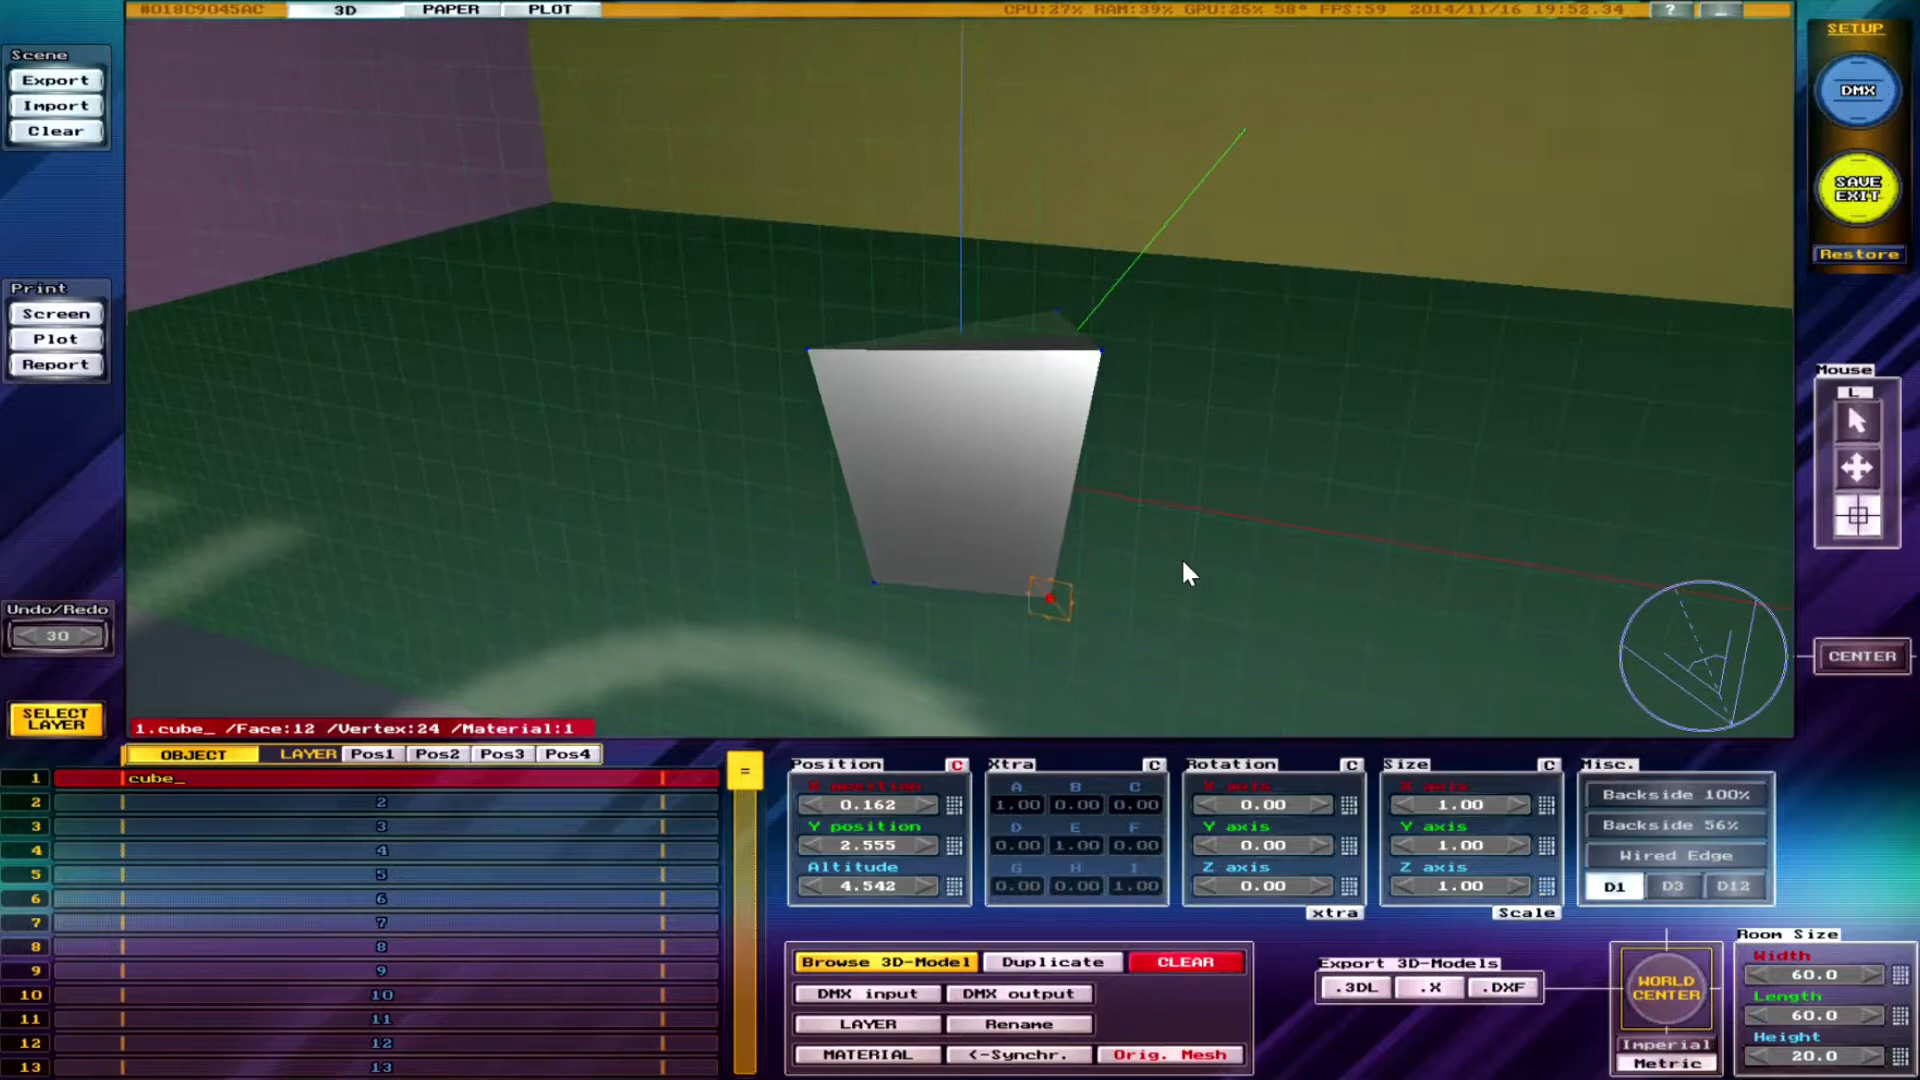 #018C9045AC 3D PAPER PLOT CPU:27% RAM:39% GPU:25% 58° FPS:59 2014/11/16 19:52.34 ? _
Scene
Export
Import
Clear
Print
Screen
Plot
Report
Undo/Redo
30
SELECT
LAYER
SETUP
DMX
SAVE
EXIT
Restore
Mouse
L
CENTER
1.cube_ /Face:12 /Vertex:24 /Material:1
OBJECT LAYER Pos1 Pos2 Pos3 Pos4
1 cube_
2 2
3 3
4 4
5 5
6 6
7 7
8 8
9 9
10 10
11 11
12 12
13 13
=
Position C
X position
0.162
Y position
2.555
Altitude
4.542
Xtra C
A B C
1.00 0.00 0.00
D E F
0.00 1.00 0.00
G H I
0.00 0.00 1.00
Rotation C
X axis
0.00
Y axis
0.00
Z axis
0.00
xtra
Size C
X axis
1.00
Y axis
1.00
Z axis
1.00
Scale
Misc.
Backside 100%
Backside 56%
Wired Edge
D1 D3 D12
Browse 3D-Model Duplicate CLEAR
DMX input DMX output
LAYER Rename
MATERIAL <-Synchr. Orig. Mesh
Export 3D-Models
.3DL .X .DXF
WORLD
CENTER
Imperial
Metric
Room Size
Width
60.0
Length
60.0
Height
20.0